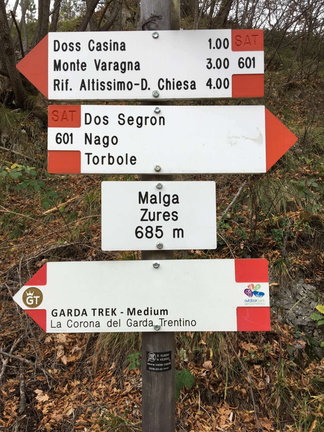 Doss Casina 1.00 SAT
Monte Varagna 3.00 601
Rif. Altissimo-D. Chiesa 4.00
SAT Dos Segron
601 Nago
Torbole
Malga
Zures
685 m
GT
GARDA TREK - Medium
La Corona del Garda Trentino